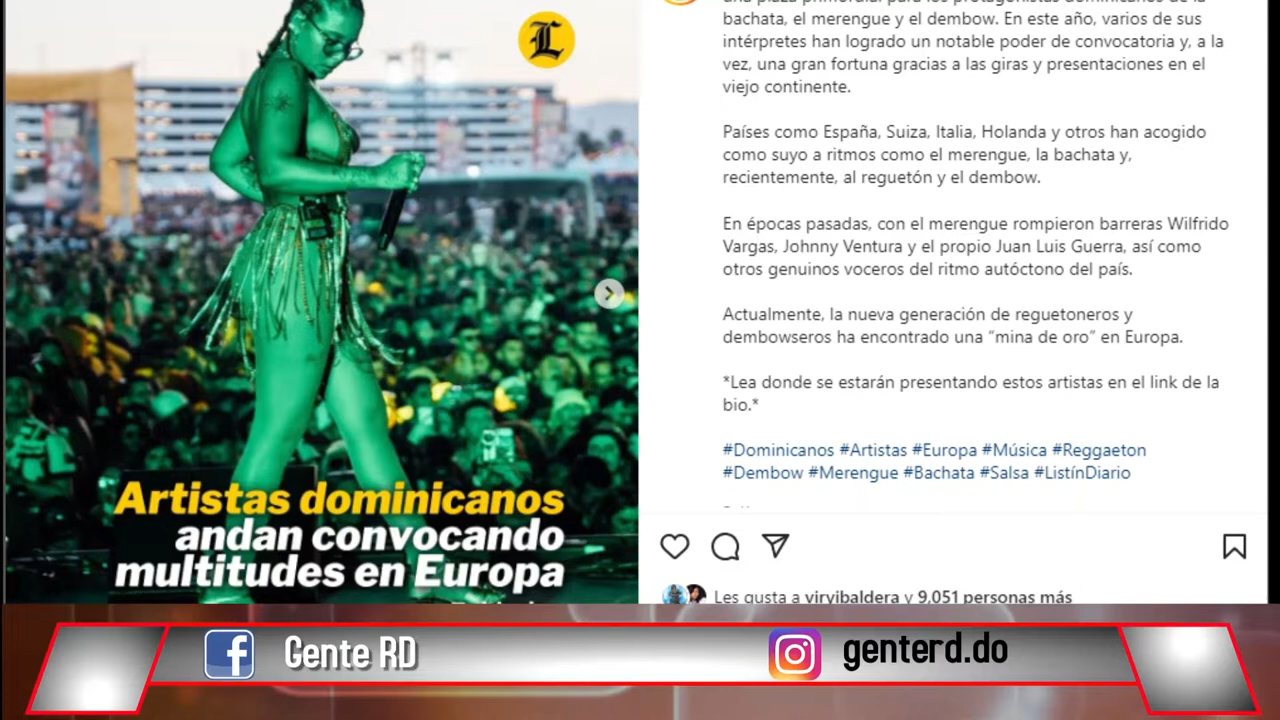 L
Artistas dominicanos
andan convocando
multitudes en Europa
bachata, el merengue y el dembow. En este año, varios de sus
intérpretes han logrado un notable poder de convocatoria y, a la
vez, una gran fortuna gracias a las giras y presentaciones en el
viejo continente.
Países como España, Suiza, Italia, Holanda y otros han acogido
como suyo a ritmos como el merengue, la bachata y,
recientemente, al reguetón y el dembow.
En épocas pasadas, con el merengue rompieron barreras Wilfrido
Vargas, Johnny Ventura y el propio Juan Luis Guerra, así como
otros genuinos voceros del ritmo autóctono del país.
Actualmente, la nueva generación de reguetoneros y
dembowseros ha encontrado una “mina de oro” en Europa.
*Lea donde se estarán presentando estos artistas en el link de la
bio.*
#Dominicanos #Artistas #Europa #Música #Reggaeton
#Dembow #Merengue #Bachata #Salsa #ListínDiario
Les gusta a virvibaldera y 9,051 personas más
Gente RD
genterd.do